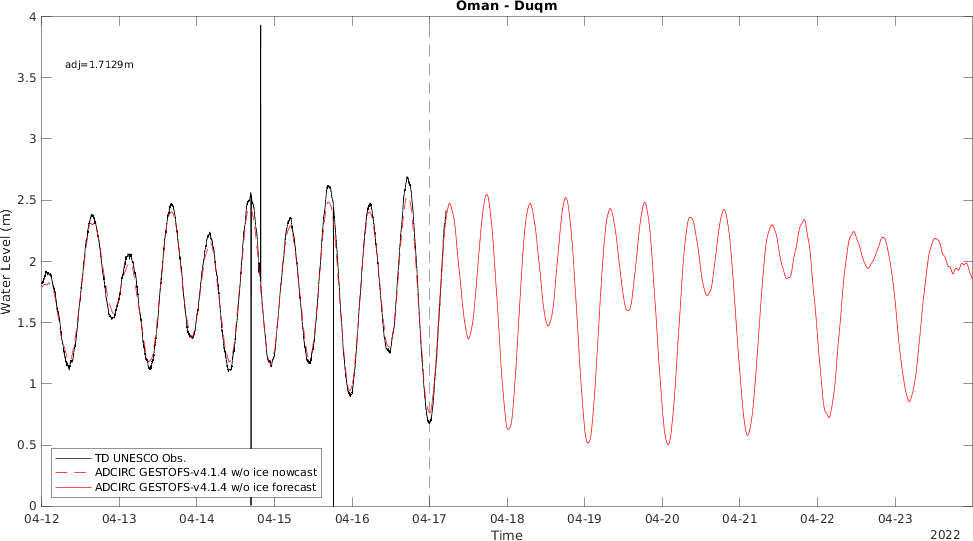 Oman - Duqm
adj=1.7129m
Water Level (m)
4
3.5
3
2.5
2
1.5
1
0.5
0
TD UNESCO Obs.
ADCIRC GESTOFS-v4.1.4 w/o ice nowcast
ADCIRC GESTOFS-v4.1.4 w/o ice forecast
04-12 04-13 04-14 04-15 04-16 04-17 04-18 04-19 04-20 04-21 04-22 04-23
Time
2022